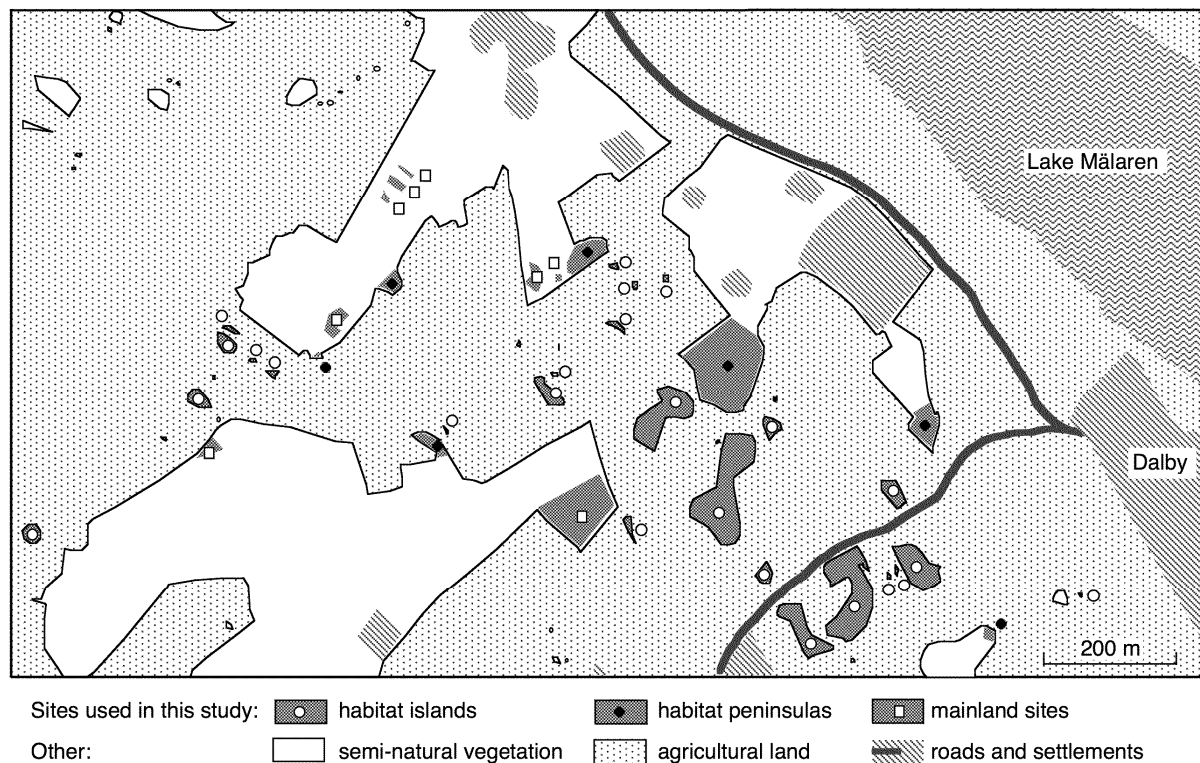 Lake Mälaren
Dalby
200 m
Sites used in this study: habitat islands habitat peninsulas mainland sites
Other: semi-natural vegetation agricultural land roads and settlements